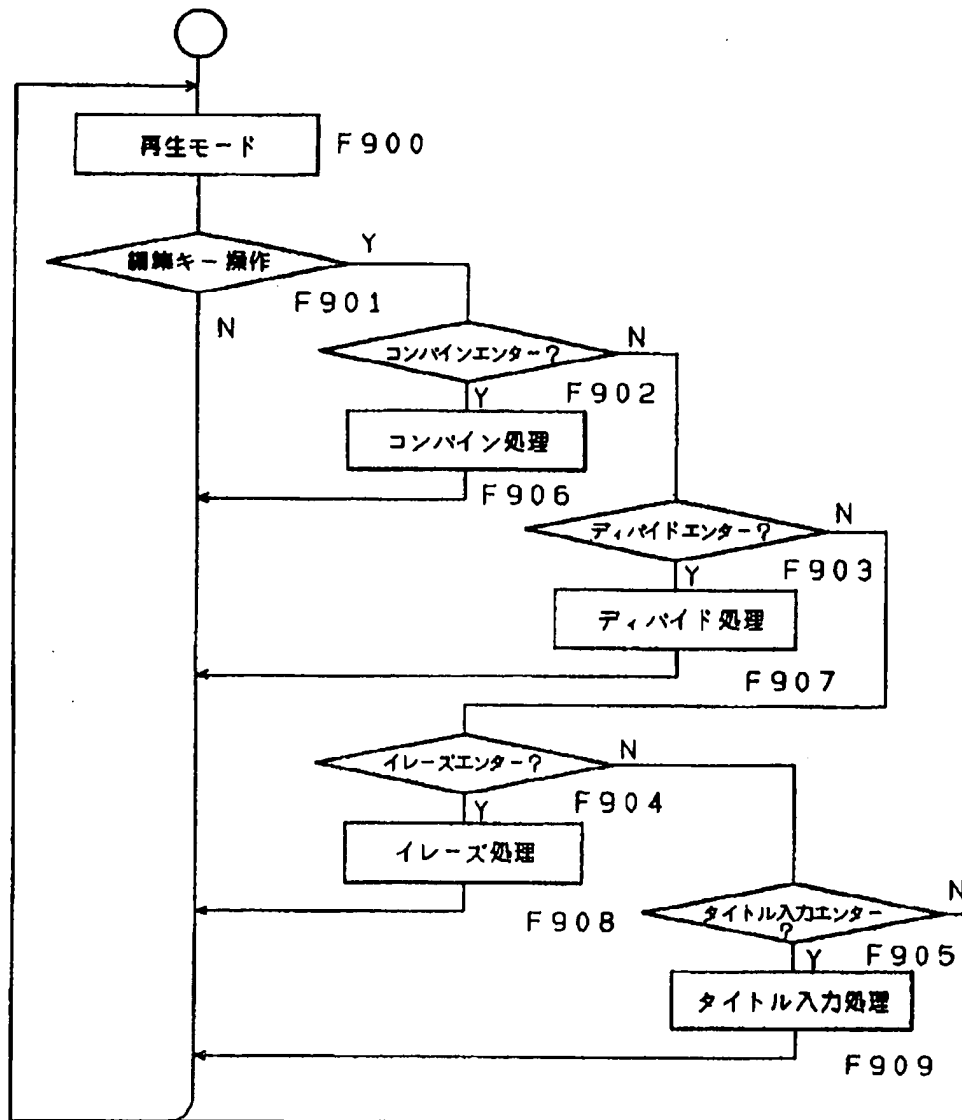 再生モード
F900
編集キー操作
Y
F901
N
コンバインエンター?
N
F902
Y
コンバイン処理
F906
ディバイドエンター?
N
F903
Y
ディバイド処理
F907
イレーズエンター?
N
F904
Y
イレーズ処理
F908
タイトル入力エンター
?
N
F905
Y
タイトル入力処理
F909